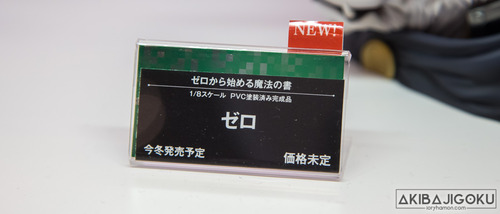 NEW!
ゼロから始める魔法の書
1/8スケール PVC塗装済み完成品
ゼロ
今冬発売予定 価格未定
AKIBAJIGOKU